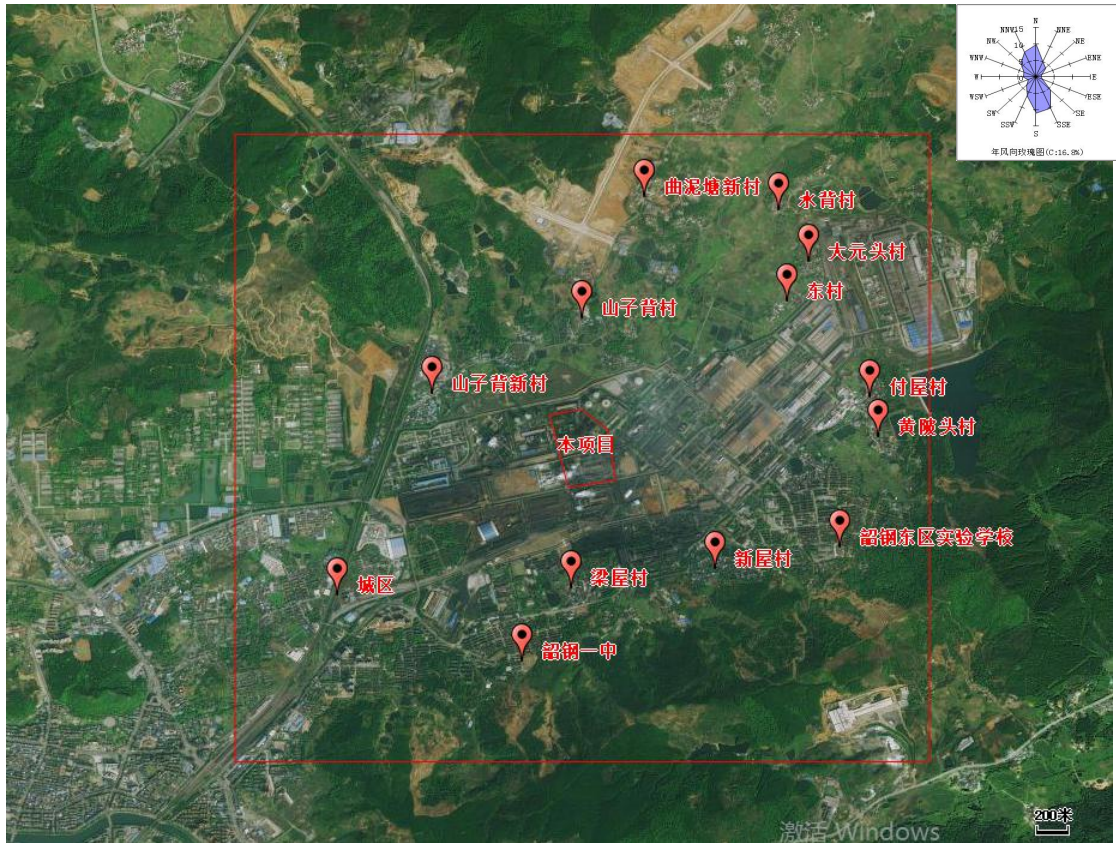 N
NNW
15
NNE
NW
10
NE
WNW
ENE
W
E
WSW
ESE
SW
SE
SSW
SSE
S
年风向玫瑰图(C:16.8%)
曲泥塘新村
水背村
大元头村
东村
山子背村
山子背新村
付屋村
黄陂头村
本项目
韶钢东区实验学校
新屋村
梁屋村
城区
韶钢一中
200米
激活 Windows